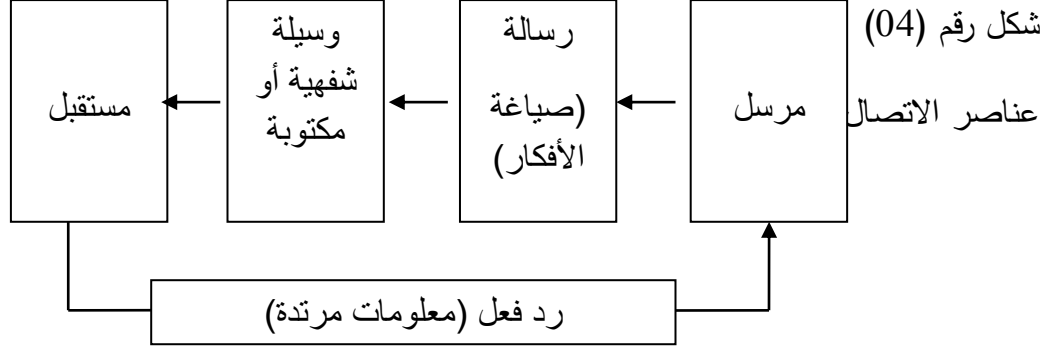 شكل رقم (04)
عناصر الاتصال
مرسل
رسالة
(صياغة
الأفكار)
وسيلة
شفهية أو
مكتوبة
مستقبل
رد فعل (معلومات مرتدة)